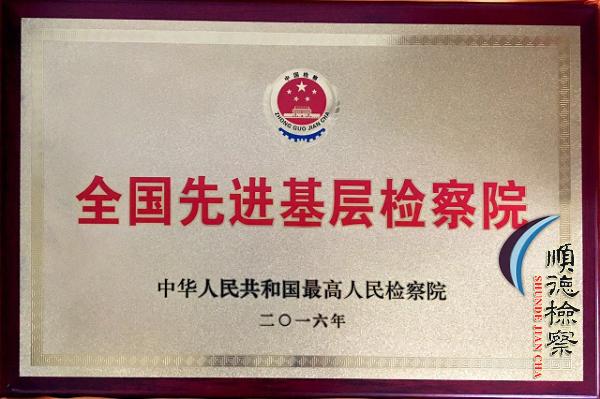 中国检察
ZHONG GUO JIAN CHA
全国先进基层检察院
中华人民共和国最高人民检察院
二〇一六年
順德檢察
SHUNDE JIAN CHA